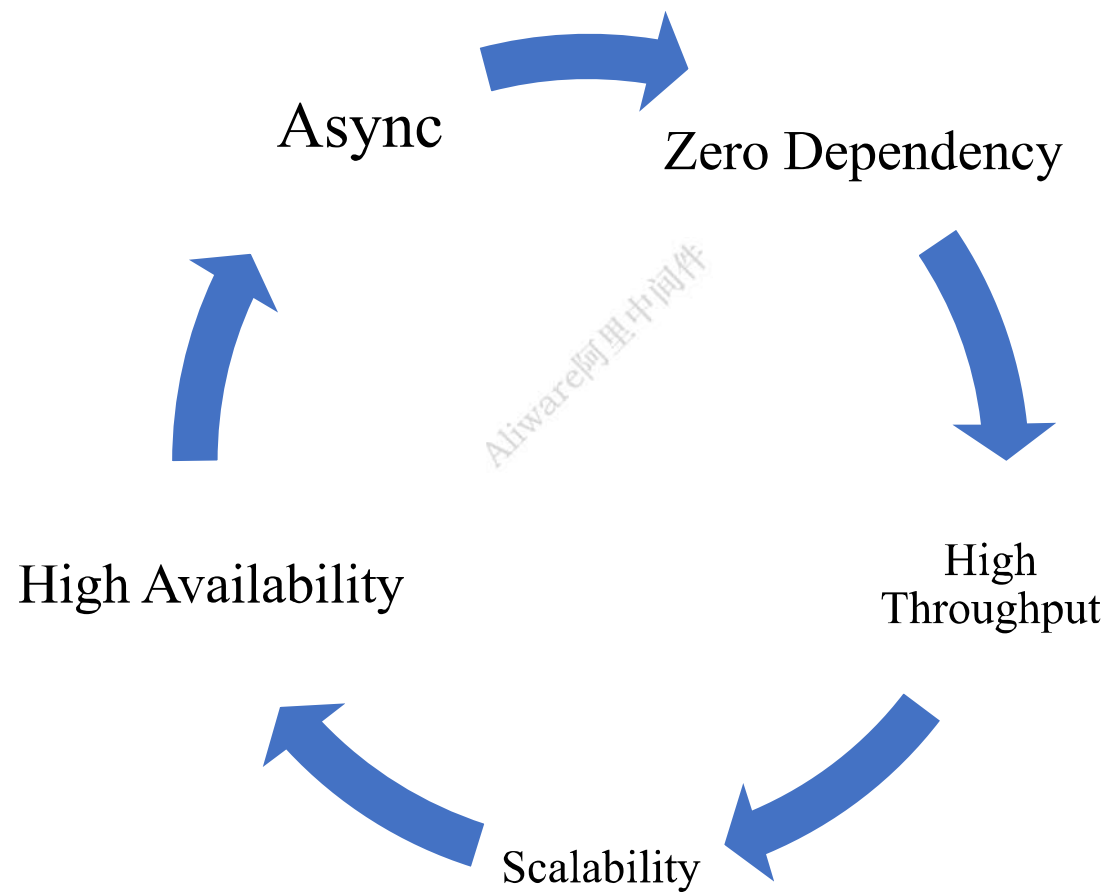 Async
Zero Dependency
Aliware阿里中间件
High Availability
High
Throughput
Scalability